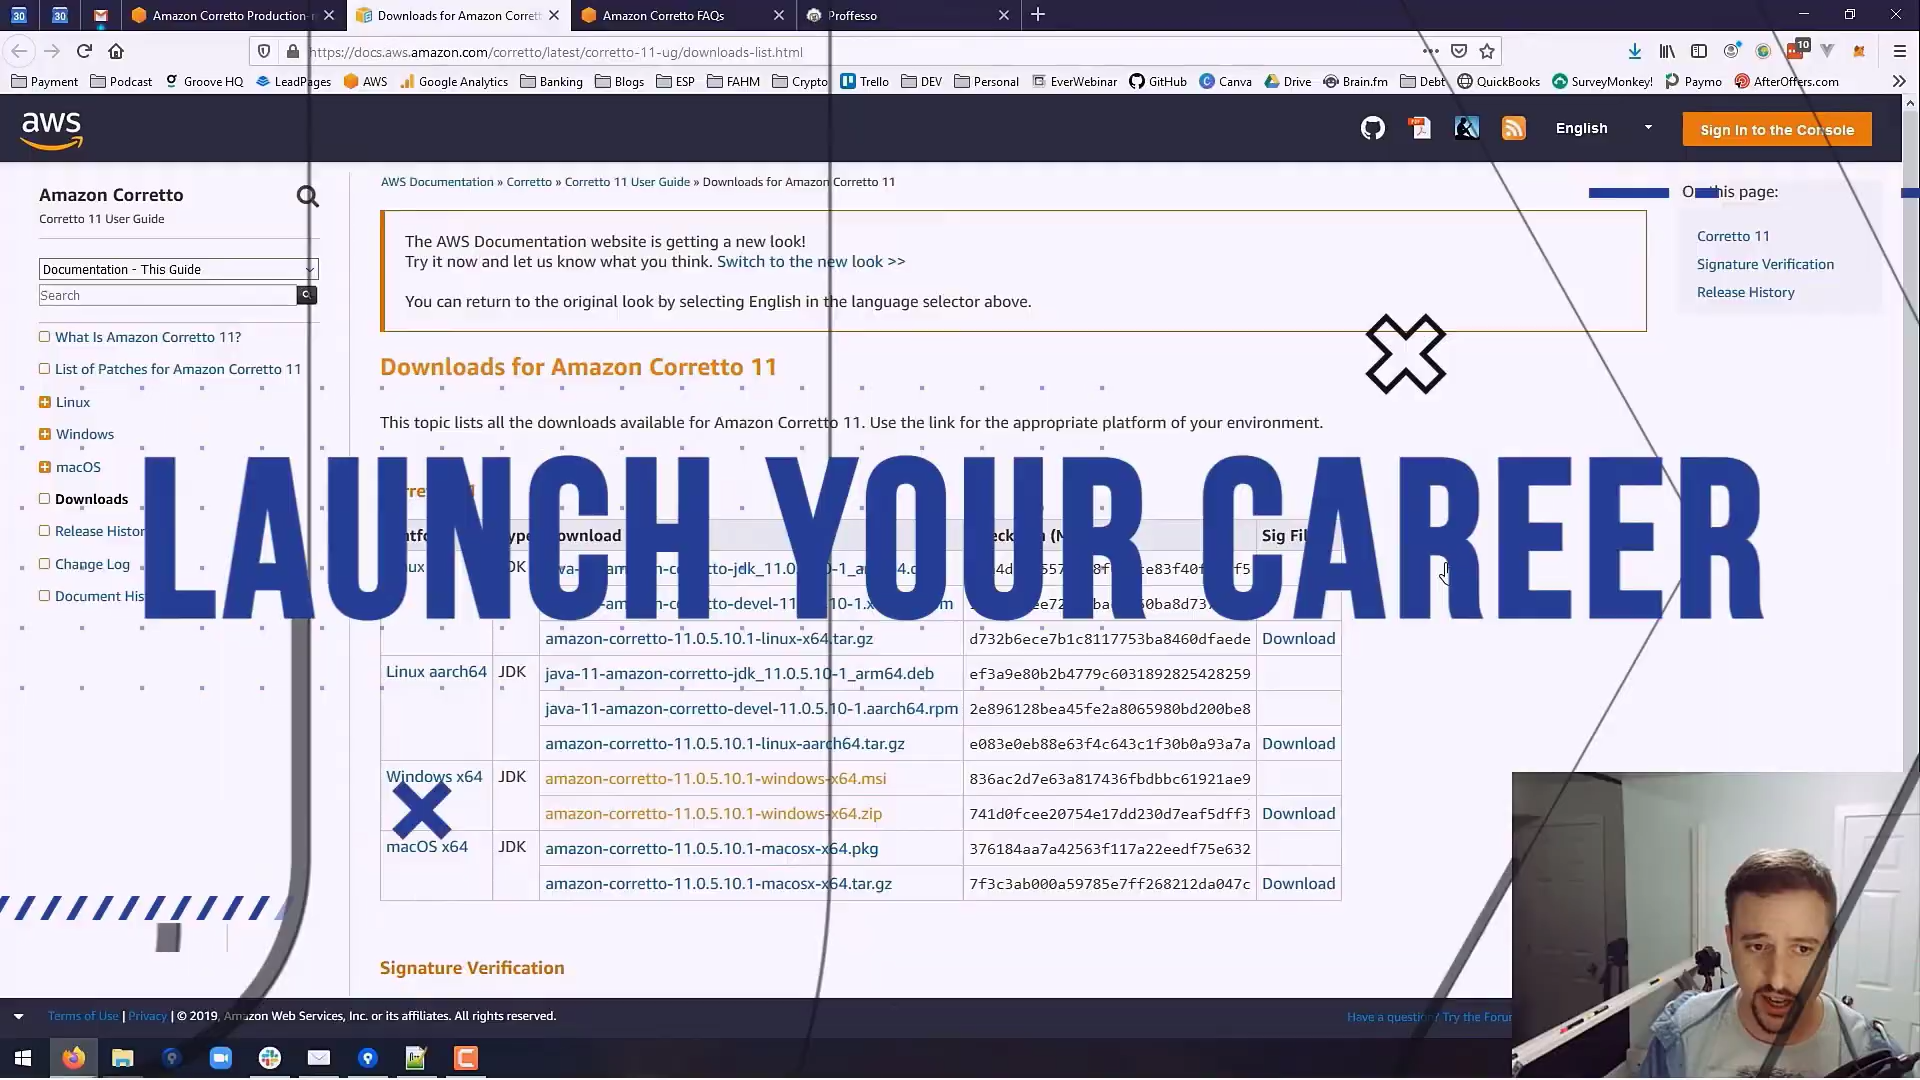 Amazon Corretto Production-r
Downloads for Amazon Corrett
Amazon Corretto FAQs
Proffesso
https://docs.aws.amazon.com/corretto/latest/corretto-11-ug/downloads-list.html
10
Payment Podcast Groove HQ LeadPages AWS Google Analytics Banking Blogs ESP FAHM Crypto Trello DEV Personal EverWebinar GitHub Canva Drive Brain.fm Debt QuickBooks SurveyMonkey! Paymo AfterOffers.com
aws
English
Sign In to the Console
Amazon Corretto
Corretto 11 User Guide
Documentation - This Guide
Search
What Is Amazon Corretto 11?
List of Patches for Amazon Corretto 11
Linux
Windows
macOS
Downloads
Release Histor
Change Log
Document His
AWS Documentation » Corretto » Corretto 11 User Guide » Downloads for Amazon Corretto 11
The AWS Documentation website is getting a new look!
Try it now and let us know what you think. Switch to the new look >>
You can return to the original look by selecting English in the language selector above.
On this page:
Corretto 11
Signature Verification
Release History
Downloads for Amazon Corretto 11
This topic lists all the downloads available for Amazon Corretto 11. Use the link for the appropriate platform of your environment.
LAUNCH YOUR CAREER
amazon-corretto-11.0.5.10.1-linux-x64.tar.gz d732b6ece7b1c8117753ba8460dfaede Download
Linux aarch64 JDK java-11-amazon-corretto-jdk_11.0.5.10-1_arm64.deb ef3a9e80b2b4779c6031892825428259
java-11-amazon-corretto-devel-11.0.5.10-1.aarch64.rpm 2e896128bea45fe2a8065980bd200be8
amazon-corretto-11.0.5.10.1-linux-aarch64.tar.gz e083e0eb88e63f4c643c1f30b0a93a7a Download
Windows x64 JDK amazon-corretto-11.0.5.10.1-windows-x64.msi 836ac2d7e63a817436fbdbbc61921ae9
amazon-corretto-11.0.5.10.1-windows-x64.zip 741d0fcee20754e17dd230d7eaf5dff3 Download
macOS x64 JDK amazon-corretto-11.0.5.10.1-macosx-x64.pkg 376184aa7a42563f117a22eedf75e632
amazon-corretto-11.0.5.10.1-macosx-x64.tar.gz 7f3c3ab000a59785e7ff268212da047c Download
Signature Verification
Terms of Use | Privacy | © 2019, Amazon Web Services, Inc. or its affiliates. All rights reserved.
Have a question? Try the Forum